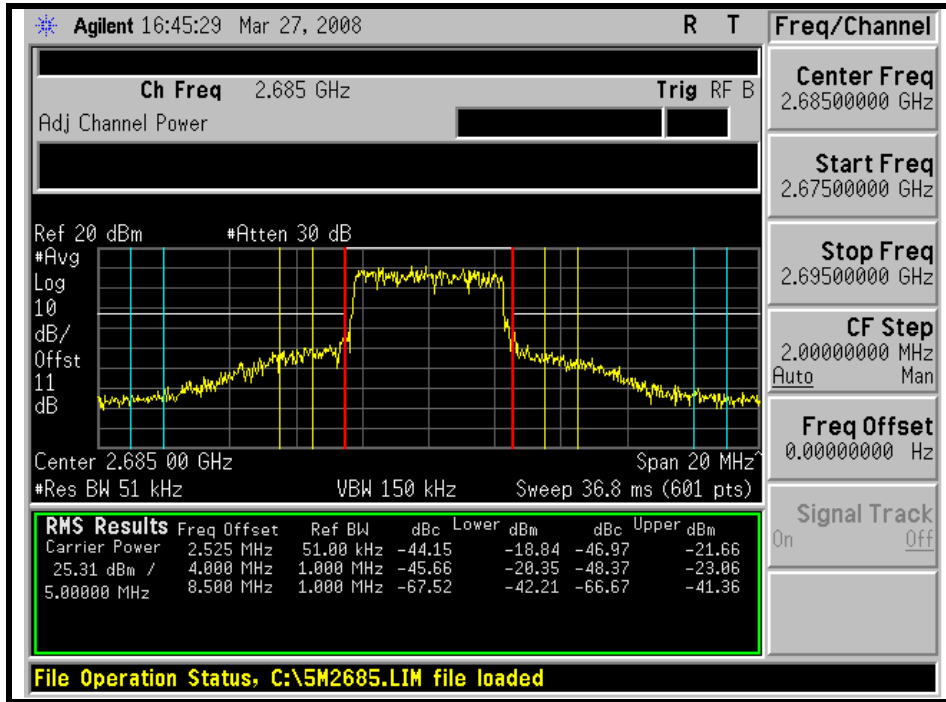 Agilent 16:45:29 Mar 27, 2008 R T
Freq/Channel
Ch Freq 2.685 GHz Trig RF B
Adj Channel Power
Center Freq
2.68500000 GHz
Start Freq
2.67500000 GHz
Stop Freq
2.69500000 GHz
CF Step
2.00000000 MHz
Auto Man
Freq Offset
0.00000000 Hz
Signal Track
On Off
Ref 20 dBm #Atten 30 dB
#Avg
Log
10
dB/
Offst
11
dB
Center 2.685 00 GHz Span 20 MHz^
#Res BW 51 kHz VBW 150 kHz Sweep 36.8 ms (601 pts)
RMS Results Freq Offset Ref BW dBc Lower dBm dBc Upper dBm
Carrier Power 2.525 MHz 51.00 kHz -44.15 -18.84 -46.97 -21.66
25.31 dBm / 4.000 MHz 1.000 MHz -45.66 -20.35 -48.37 -23.06
5.00000 MHz 8.500 MHz 1.000 MHz -67.52 -42.21 -66.67 -41.36
File Operation Status, C:\5M2685.LIM file loaded